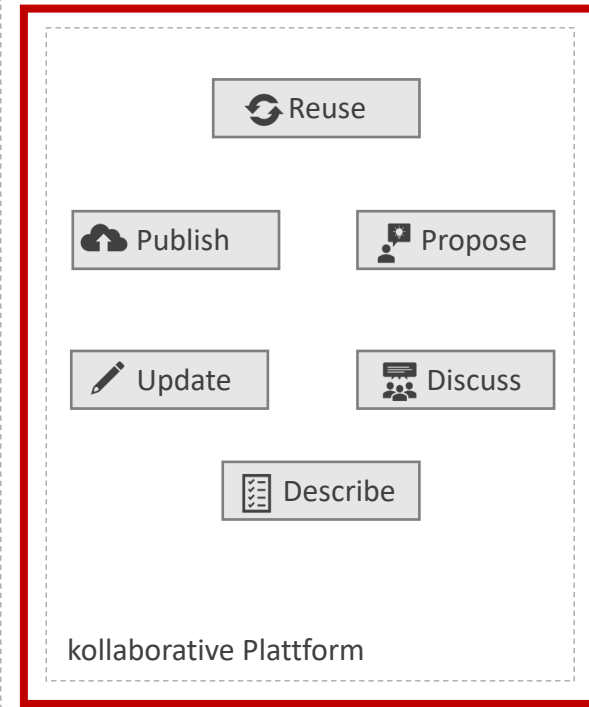 Reuse
Publish
Propose
Update
Discuss
Describe
kollaborative Plattform